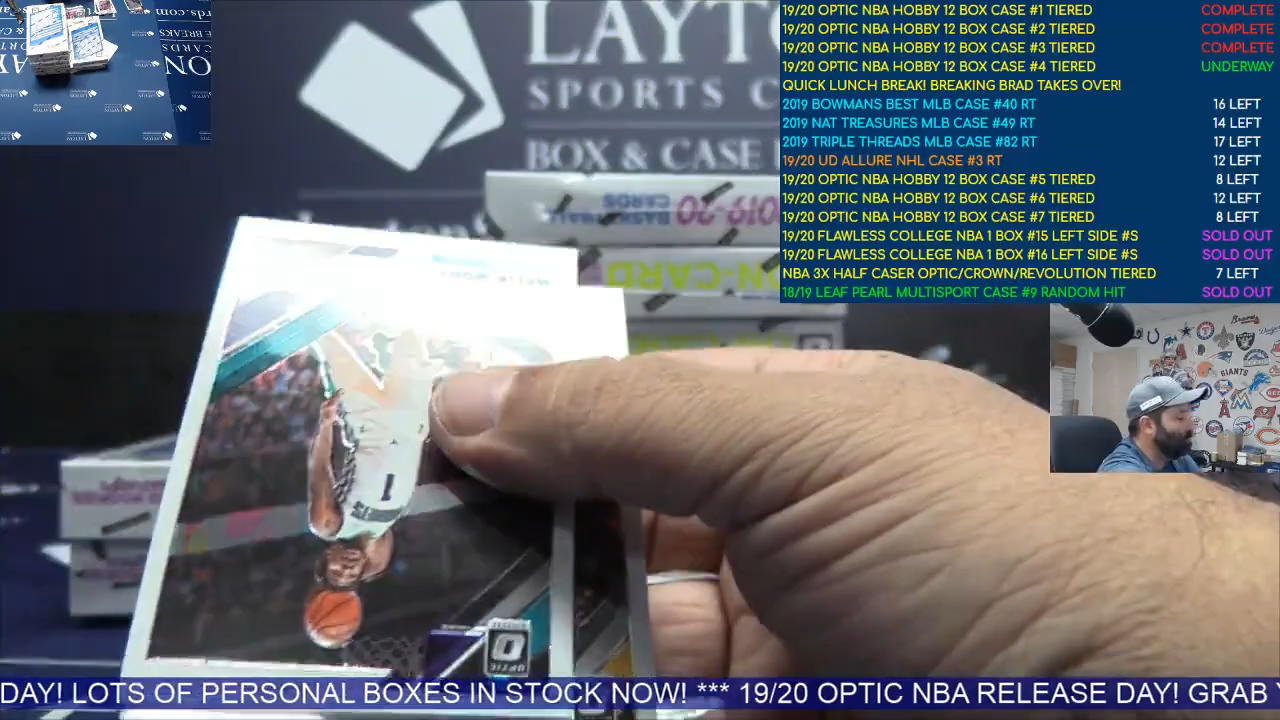 LAYTO
SPORTS C
BOX & CASE
2019-20
BASKETBALL
CARDS
ON-CARD
1
OPTIC
19/20 OPTIC NBA HOBBY 12 BOX CASE #1 TIERED COMPLETE
19/20 OPTIC NBA HOBBY 12 BOX CASE #2 TIERED COMPLETE
19/20 OPTIC NBA HOBBY 12 BOX CASE #3 TIERED COMPLETE
19/20 OPTIC NBA HOBBY 12 BOX CASE #4 TIERED UNDERWAY
QUICK LUNCH BREAK! BREAKING BRAD TAKES OVER!
2019 BOWMANS BEST MLB CASE #40 RT 16 LEFT
2019 NAT TREASURES MLB CASE #49 RT 14 LEFT
2019 TRIPLE THREADS MLB CASE #82 RT 17 LEFT
19/20 UD ALLURE NHL CASE #3 RT 12 LEFT
19/20 OPTIC NBA HOBBY 12 BOX CASE #5 TIERED 8 LEFT
19/20 OPTIC NBA HOBBY 12 BOX CASE #6 TIERED 12 LEFT
19/20 OPTIC NBA HOBBY 12 BOX CASE #7 TIERED 8 LEFT
19/20 FLAWLESS COLLEGE NBA 1 BOX #15 LEFT SIDE #S SOLD OUT
19/20 FLAWLESS COLLEGE NBA 1 BOX #16 LEFT SIDE #S SOLD OUT
NBA 3X HALF CASER OPTIC/CROWN/REVOLUTION TIERED 7 LEFT
18/19 LEAF PEARL MULTISPORT CASE #9 RANDOM HIT SOLD OUT
GIANTS
DAY! LOTS OF PERSONAL BOXES IN STOCK NOW! *** 19/20 OPTIC NBA RELEASE DAY! GRAB